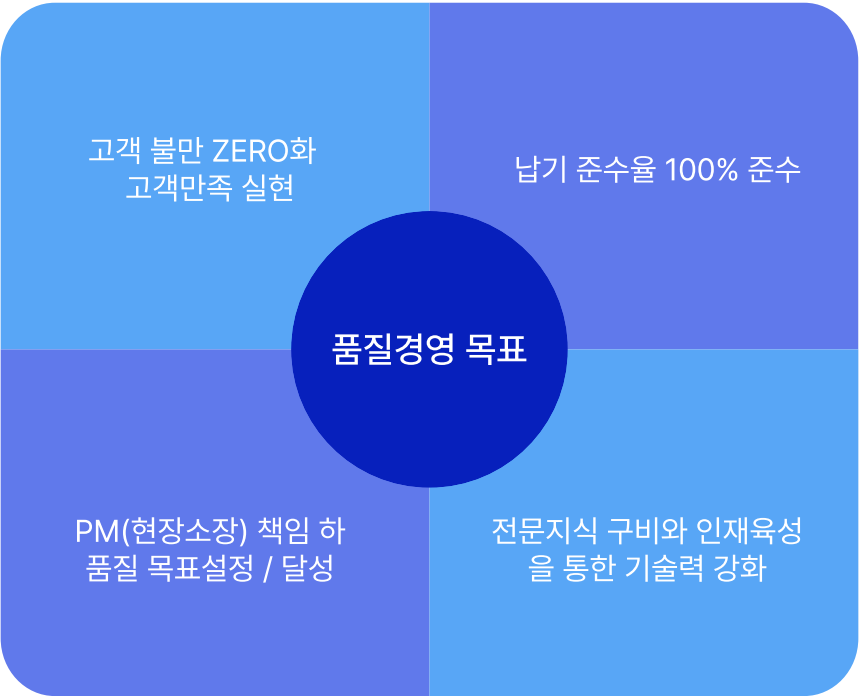 고객 불만 ZERO화
고객만족 실현
납기 준수율 100% 준수
품질경영 목표
PM(현장소장) 책임 하
품질 목표설정 / 달성
전문지식 구비와 인재육성
을 통한 기술력 강화